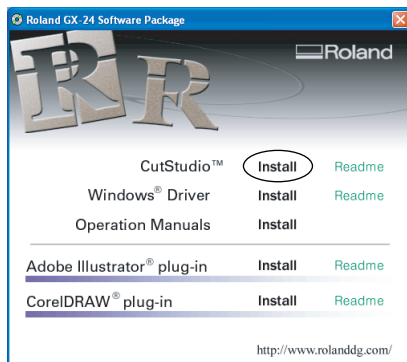 Roland GX-24 Software Package
Roland
R R
CutStudio™ Install Readme
Windows® Driver Install Readme
Operation Manuals Install
Adobe Illustrator® plug-in Install Readme
CorelDRAW® plug-in Install Readme
http://www.rolanddg.com/